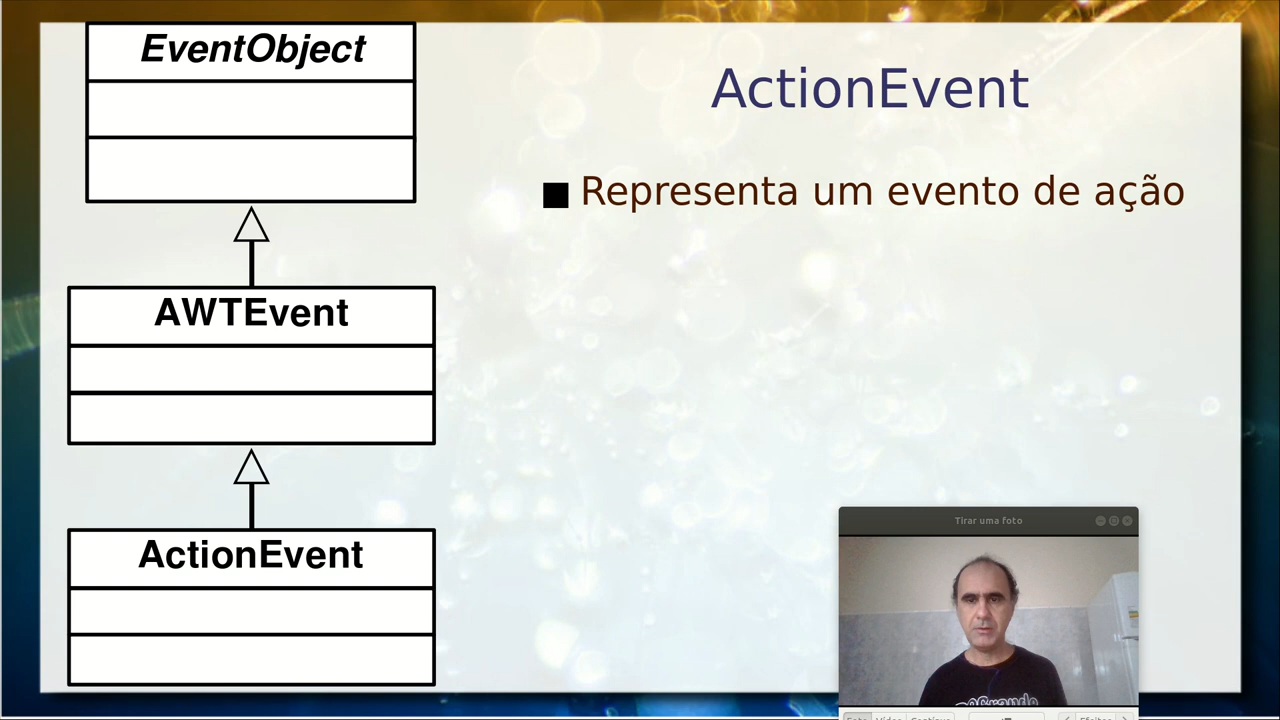 EventObject
AWTEvent
ActionEvent
ActionEvent
Representa um evento de ação
Tirar uma foto